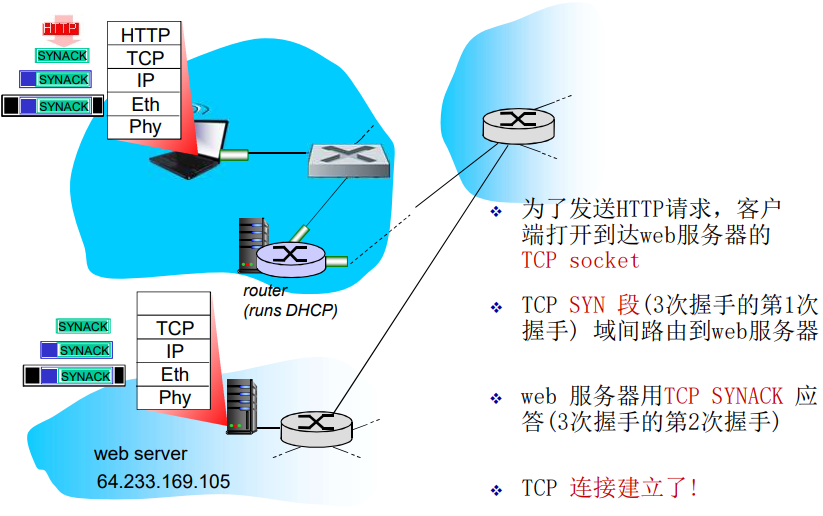 HTTP
SYNACK
SYNACK
SYNACK
HTTP
TCP
IP
Eth
Phy
router
(runs DHCP)
SYNACK
SYNACK
SYNACK
TCP
IP
Eth
Phy
web server
64.233.169.105
为了发送HTTP请求，客户
端打开到达web服务器的
TCP socket
TCP SYN 段(3次握手的第1次
握手) 域间路由到web服务器
web 服务器用TCP SYNACK 应
答(3次握手的第2次握手)
TCP 连接建立了!